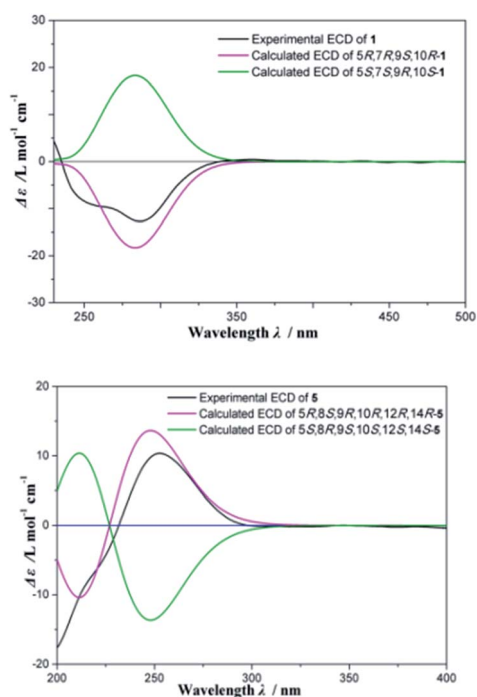 30
20
10
0
-10
-20
-30
Δε /L mol⁻¹ cm⁻¹
Experimental ECD of 1
Calculated ECD of 5R,7R,9S,10R-1
Calculated ECD of 5S,7S,9R,10S-1
250 300 350 400 450 500
Wavelength λ / nm
20
10
0
-10
-20
Δε /L mol⁻¹ cm⁻¹
Experimental ECD of 5
Calculated ECD of 5R,8S,9R,10R,12R,14R-5
Calculated ECD of 5S,8R,9S,10S,12S,14S-5
200 250 300 350 400
Wavelength λ / nm